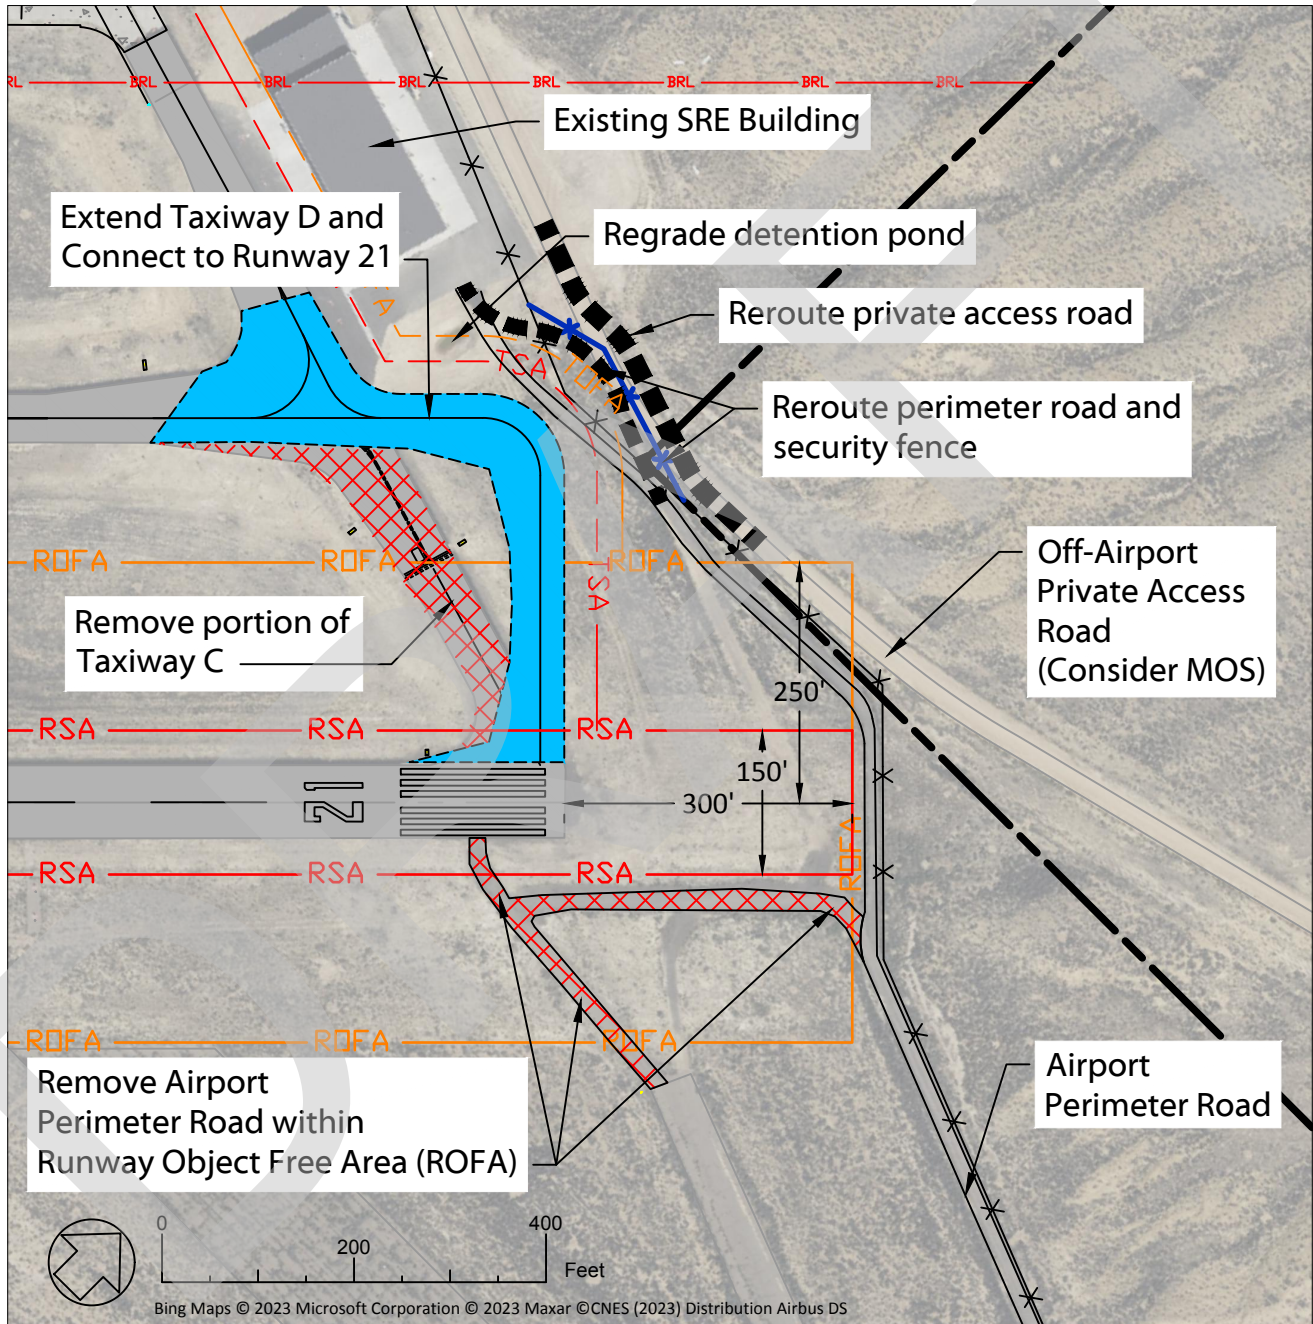 RL BRL BRL BRL BRL BRL BRL BRL
Existing SRE Building
Extend Taxiway D and
Connect to Runway 21
Regrade detention pond
Reroute private access road
TSA
TOFA
Reroute perimeter road and
security fence
ROFA ROFA ROFA
Off-Airport
Private Access
Road
(Consider MOS)
Remove portion of
Taxiway C
250'
RSA RSA RSA
150'
21
300'
ROFA
RSA RSA RSA
ROFA ROFA ROFA
Remove Airport
Perimeter Road within
Runway Object Free Area (ROFA)
Airport
Perimeter Road
0 200 400
Feet
Bing Maps © 2023 Microsoft Corporation © 2023 Maxar ©CNES (2023) Distribution Airbus DS